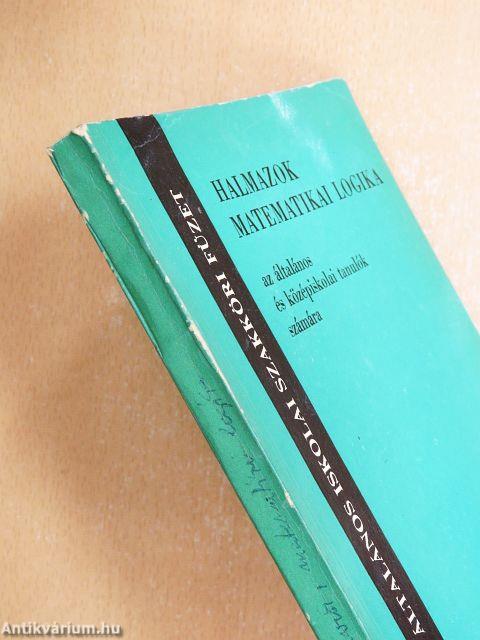 HALMAZOK
MATEMATIKAI LOGIKA
az általános
és középiskolai tanulók
számára
ÁLTALÁNOS ISKOLAI SZAKKÖRI FÜZET
Antikvárium.hu